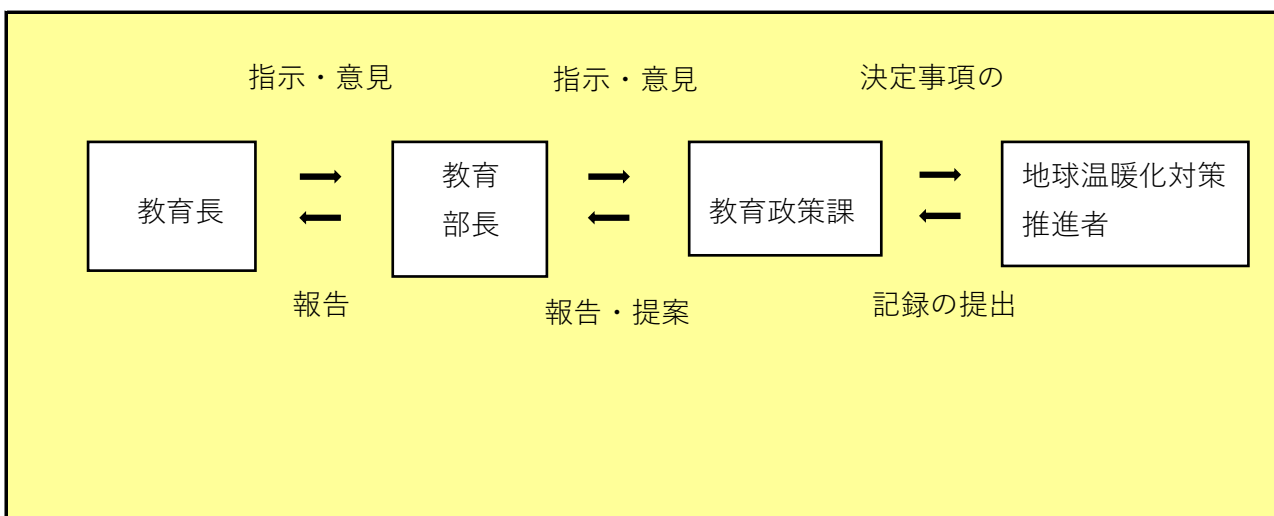 指示・意見
指示・意見
決定事項の
教育長
教育
部長
教育政策課
地球温暖化対策
推進者
報告
報告・提案
記録の提出